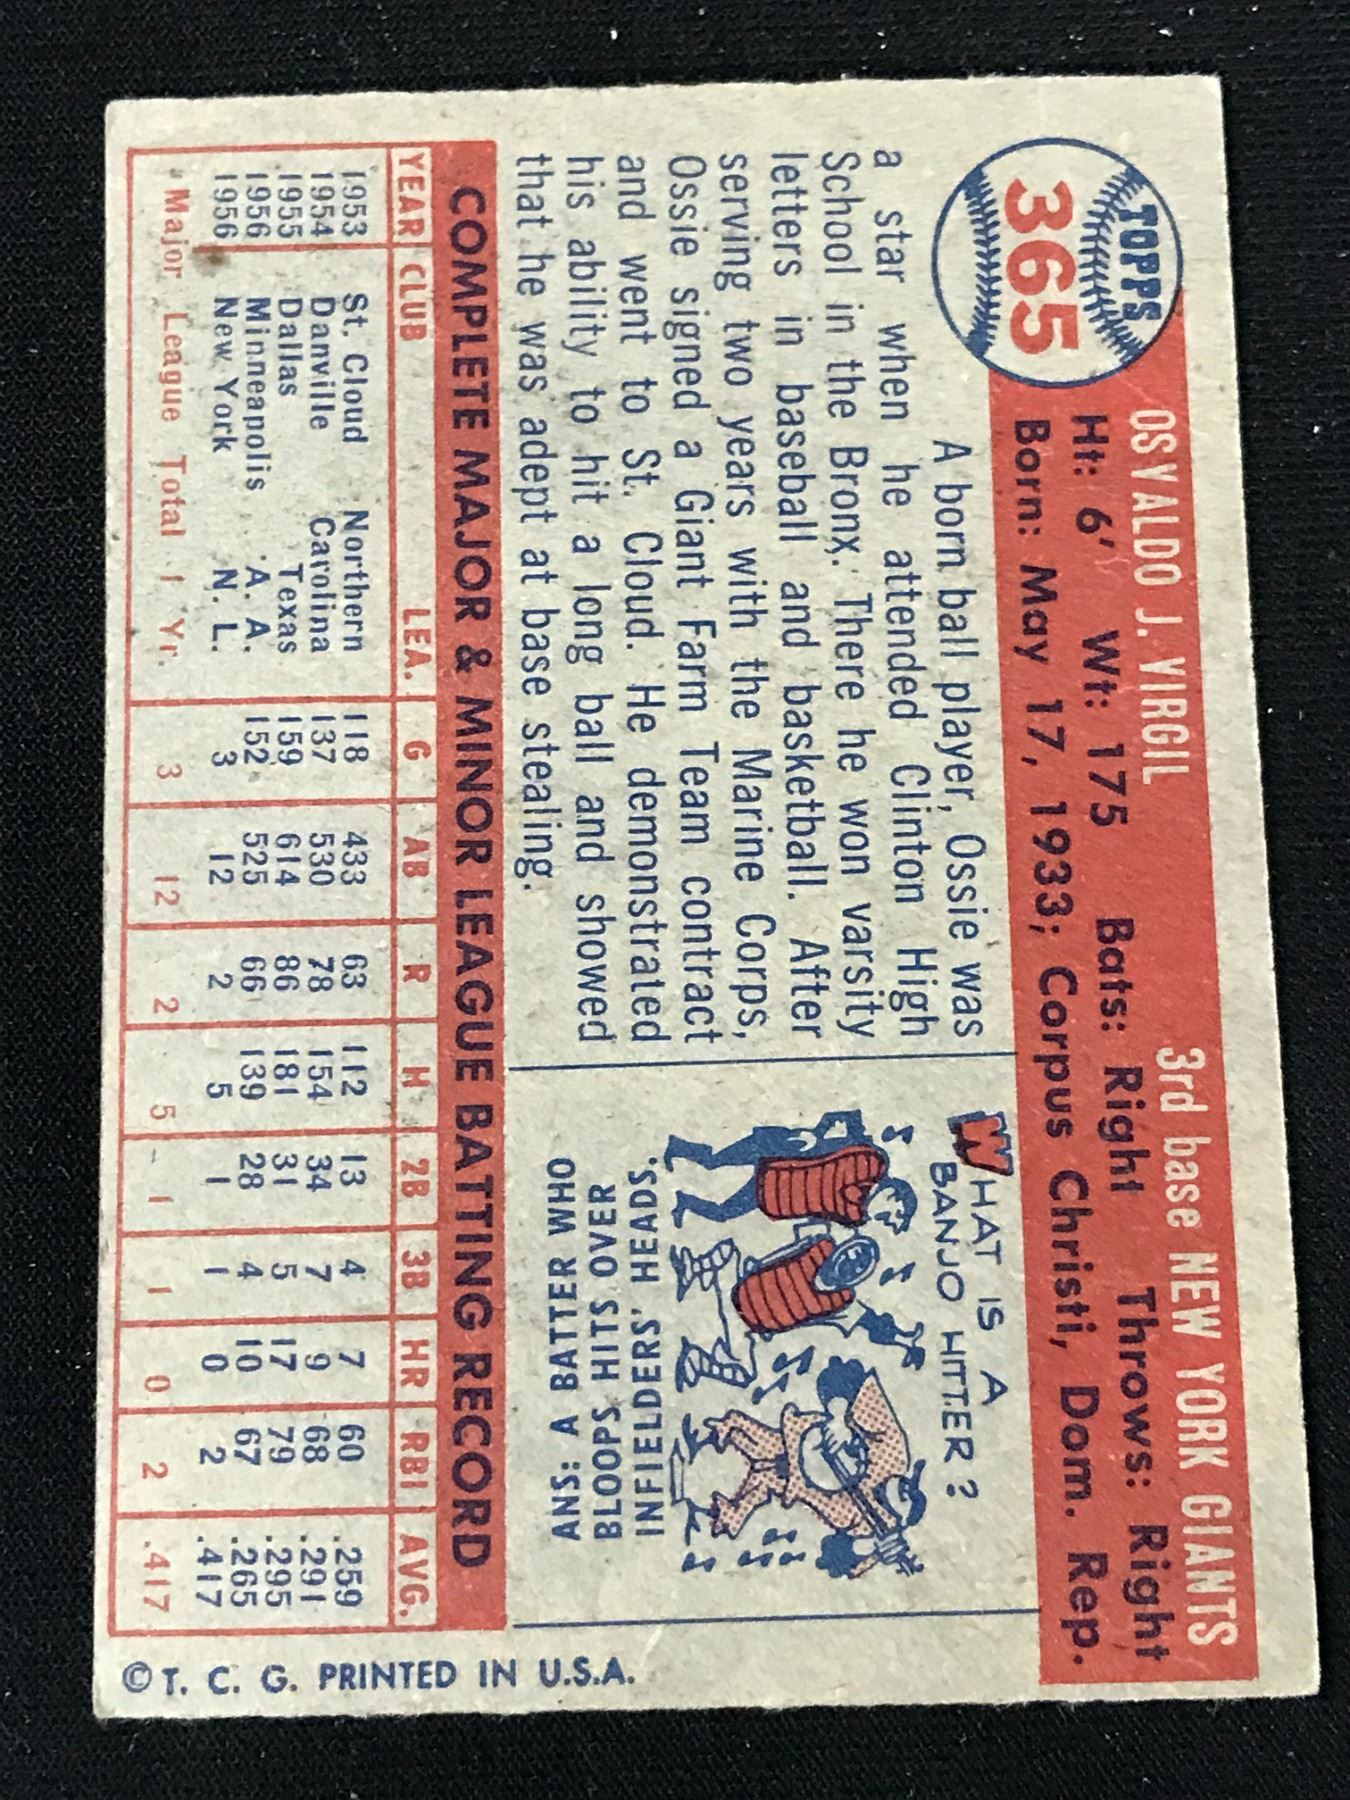 TOPPS
365
OSVALDO J. VIRGIL 3rd base NEW YORK GIANTS
Ht: 6' Wt: 175 Bats: Right Throws: Right
Born: May 17, 1933; Corpus Christi, Dom. Rep.
A born ball player, Ossie was
a star when he attended Clinton High
School in the Bronx. There he won varsity
letters in baseball and basketball. After
serving two years with the Marine Corps,
Ossie signed a Giant Farm Team contract
and went to St. Cloud. He demonstrated
his ability to hit a long ball and showed
that he was adept at base stealing.
WHAT IS A
BANJO HITTER?
ANS: A BATTER WHO
BLOOPS HITS OVER
INFIELDERS' HEADS.
COMPLETE MAJOR & MINOR LEAGUE BATTING RECORD
YEAR CLUB LEA. G AB R H 2B 3B HR RBI AVG.
1953 St. Cloud Northern 118 433 63 112 13 4 7 60 .259
1954 Danville Carolina 137 530 78 154 34 7 9 68 .291
1955 Dallas Texas 159 614 86 181 31 5 17 79 .295
1956 Minneapolis A. A. 152 525 66 139 28 4 10 67 .265
1956 New York N. L. 3 12 2 5 1 1 0 2 .417
Major League Total 1 Yr. 3 12 2 5 1 1 0 2 .417
© T. C. G. PRINTED IN U.S.A.